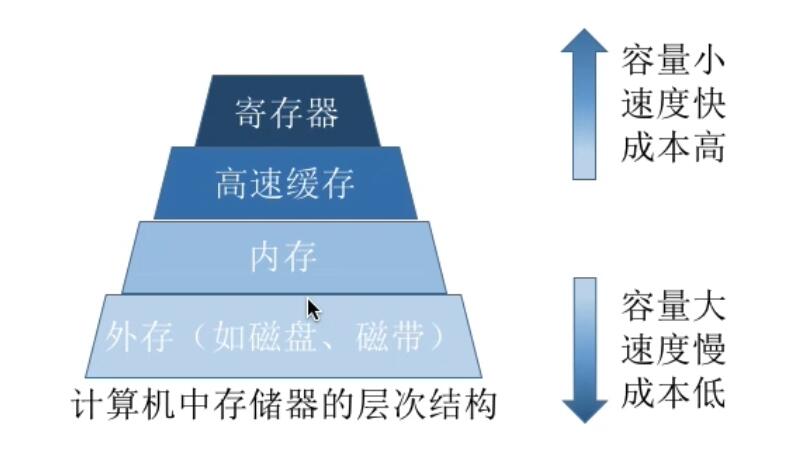 寄存器
高速缓存
内存
外存（如磁盘、磁带）
计算机中存储器的层次结构
容量小
速度快
成本高
容量大
速度慢
成本低